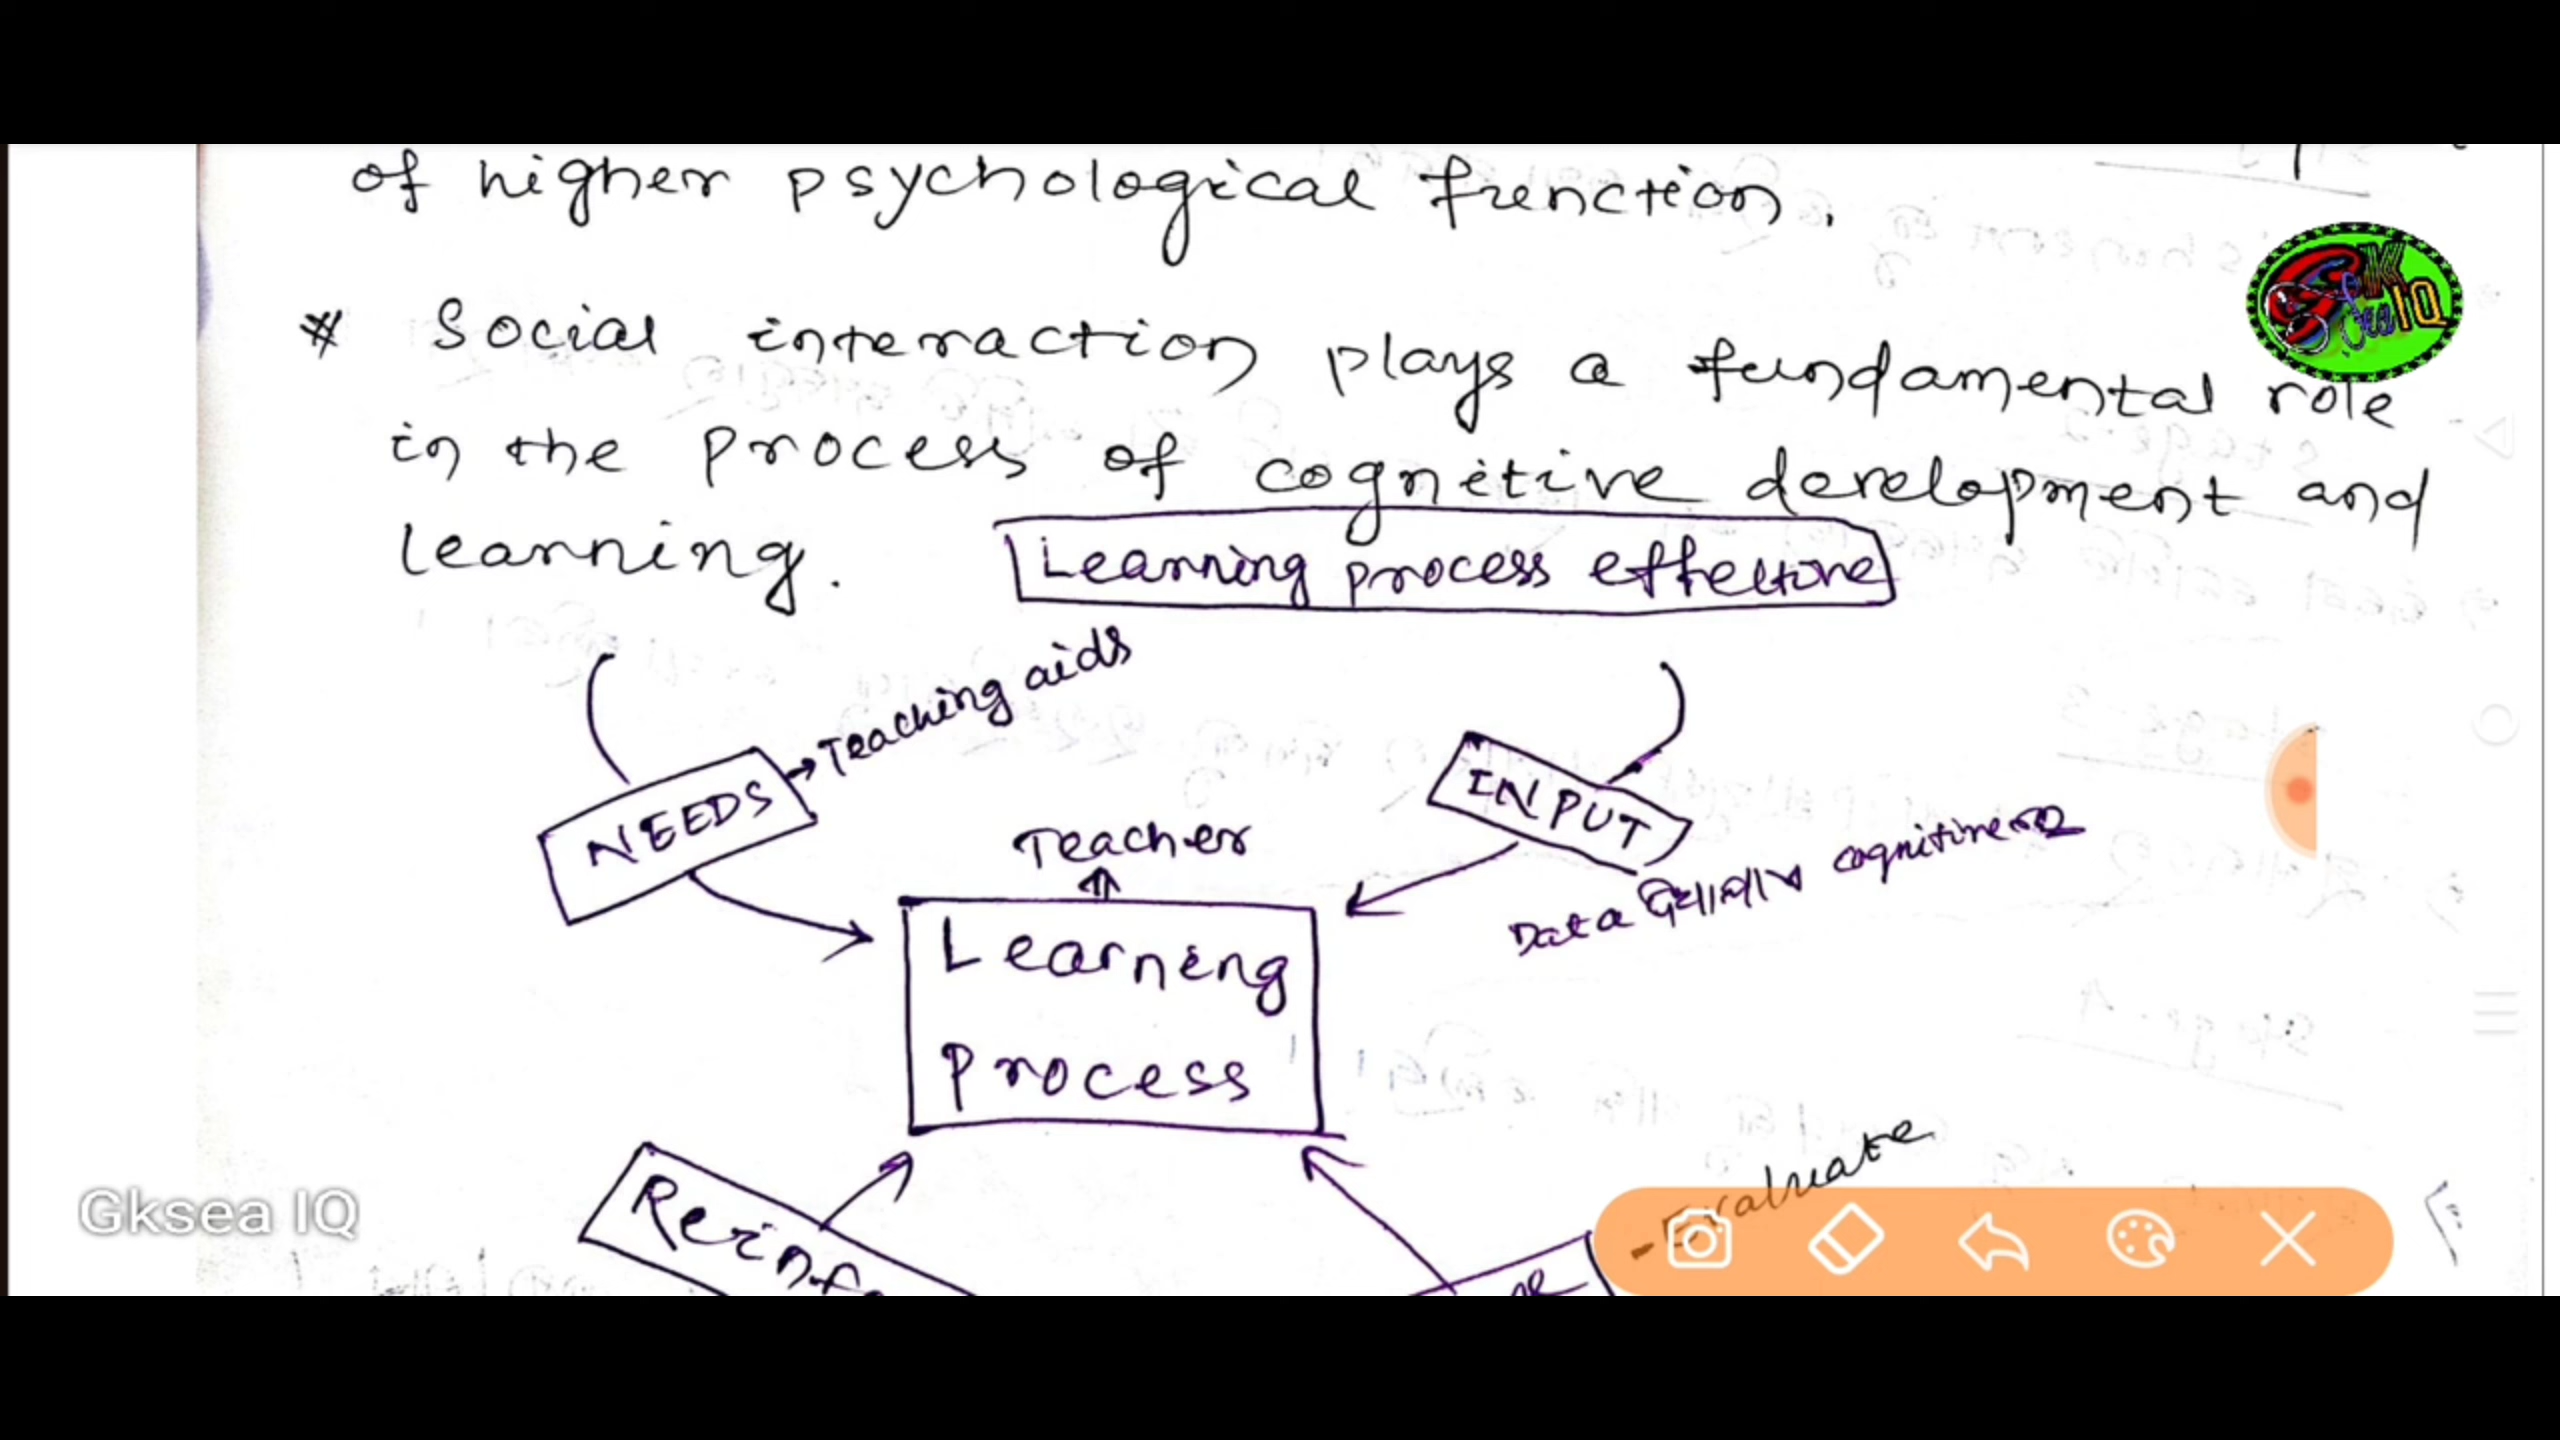 of higher psychological function.
* Social interaction plays a fundamental role
in the process of cognitive development and
learning.
Learning process effective
NEEDS → Teaching aids
INPUT
Data cognitive
Teacher
Learning
Process
Reinfo
- Evaluate
Gksea IQ